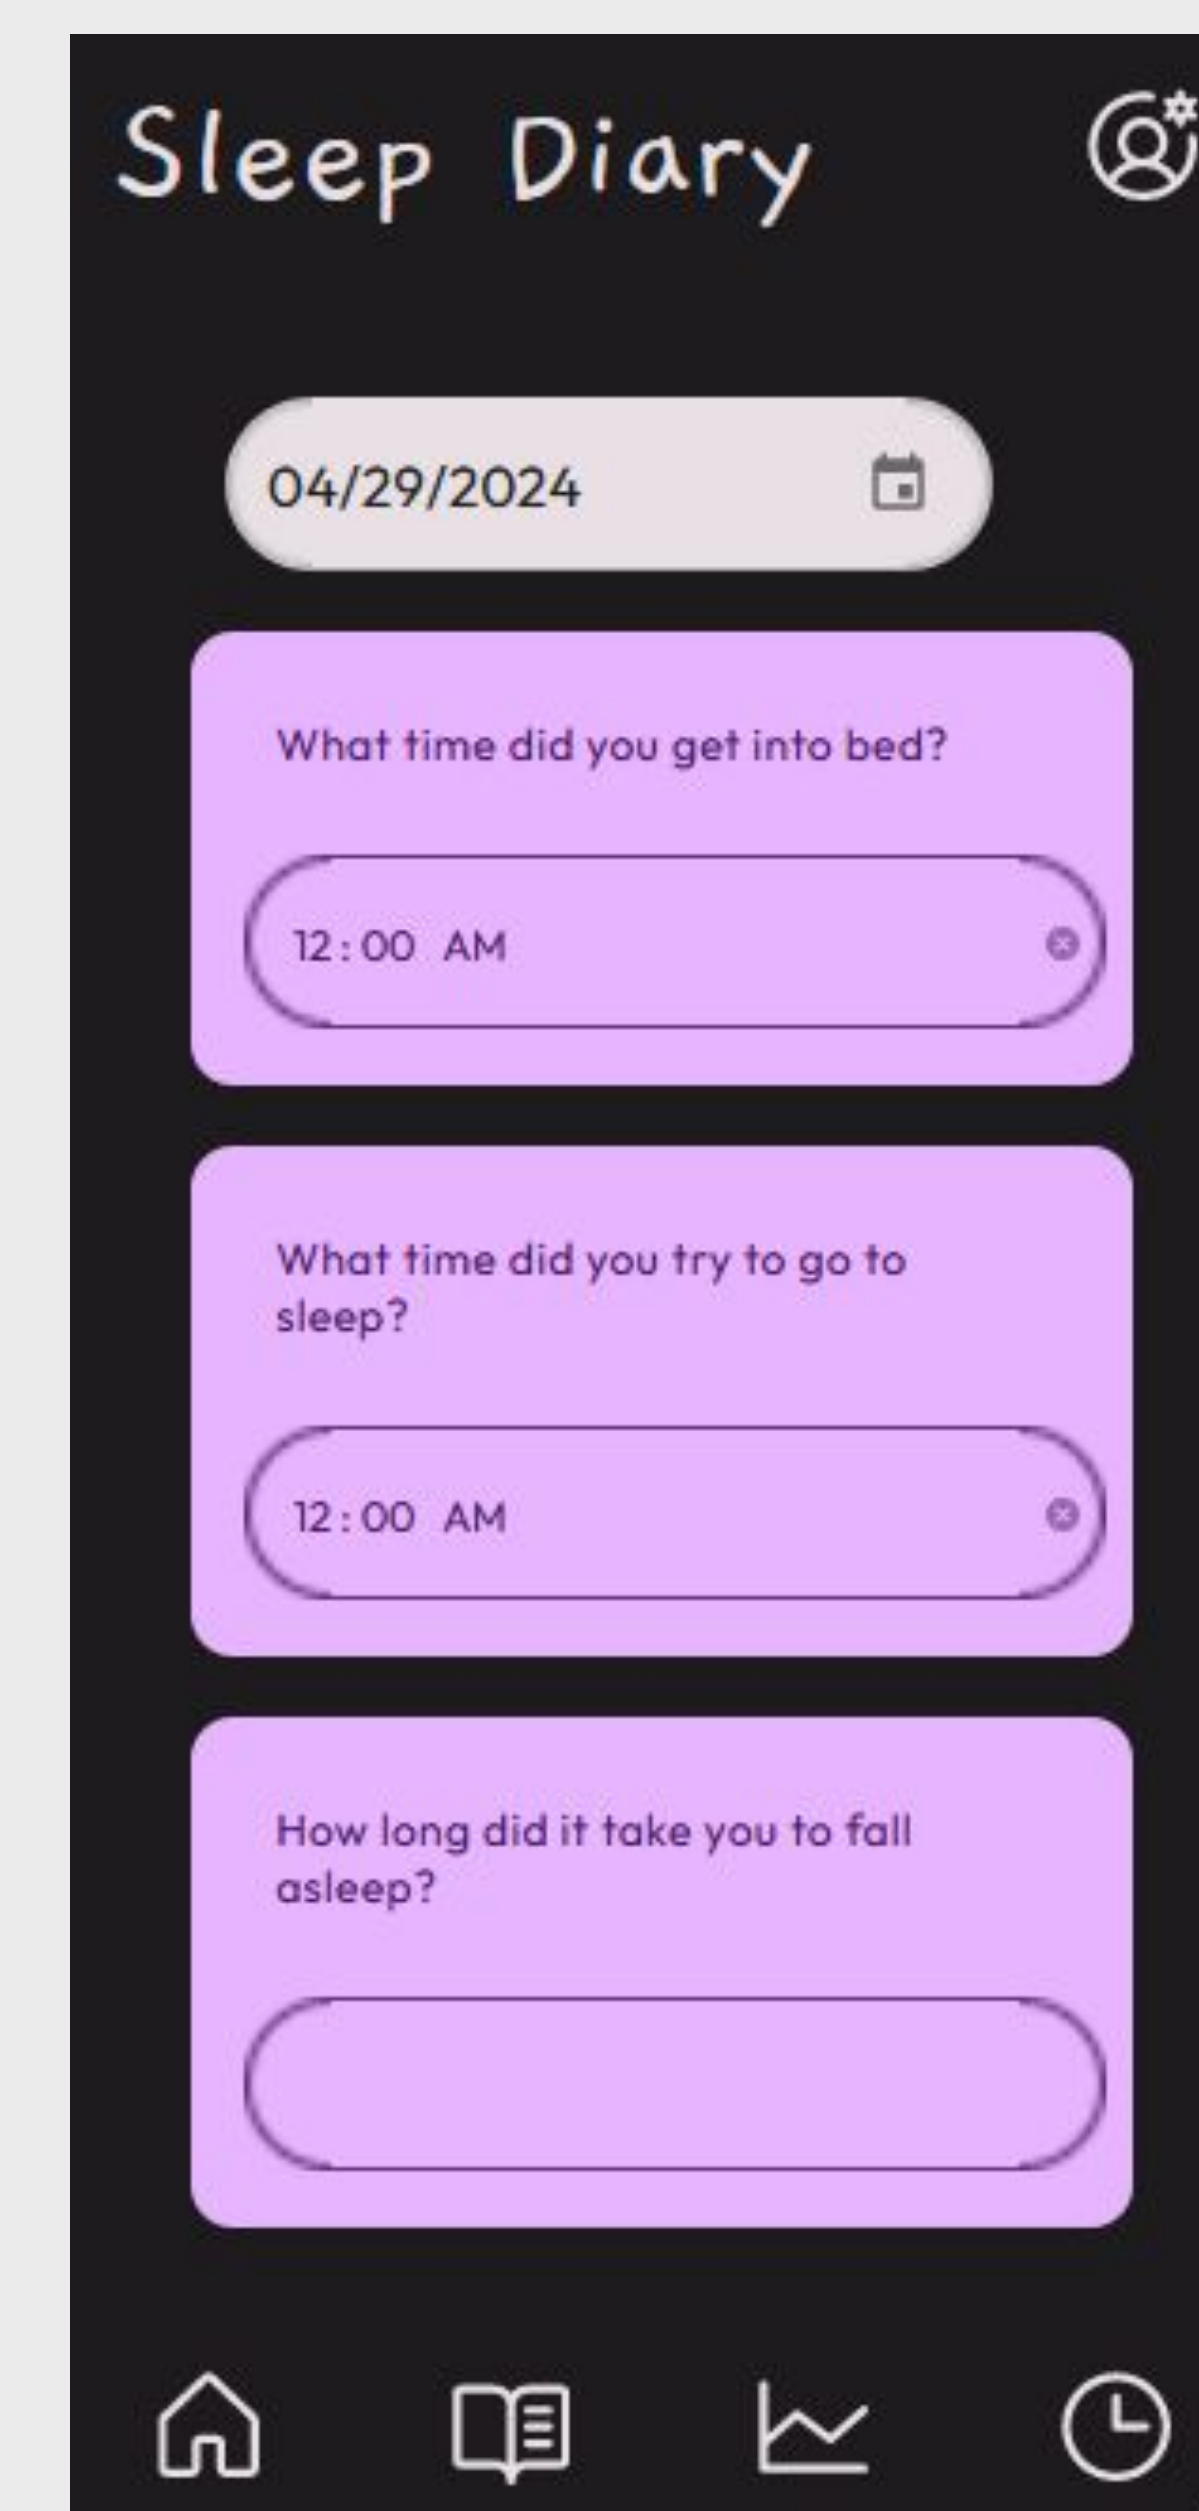 Sleep Diary
04/29/2024
What time did you get into bed?
12:00 AM
What time did you try to go to
sleep?
12:00 AM
How long did it take you to fall
asleep?